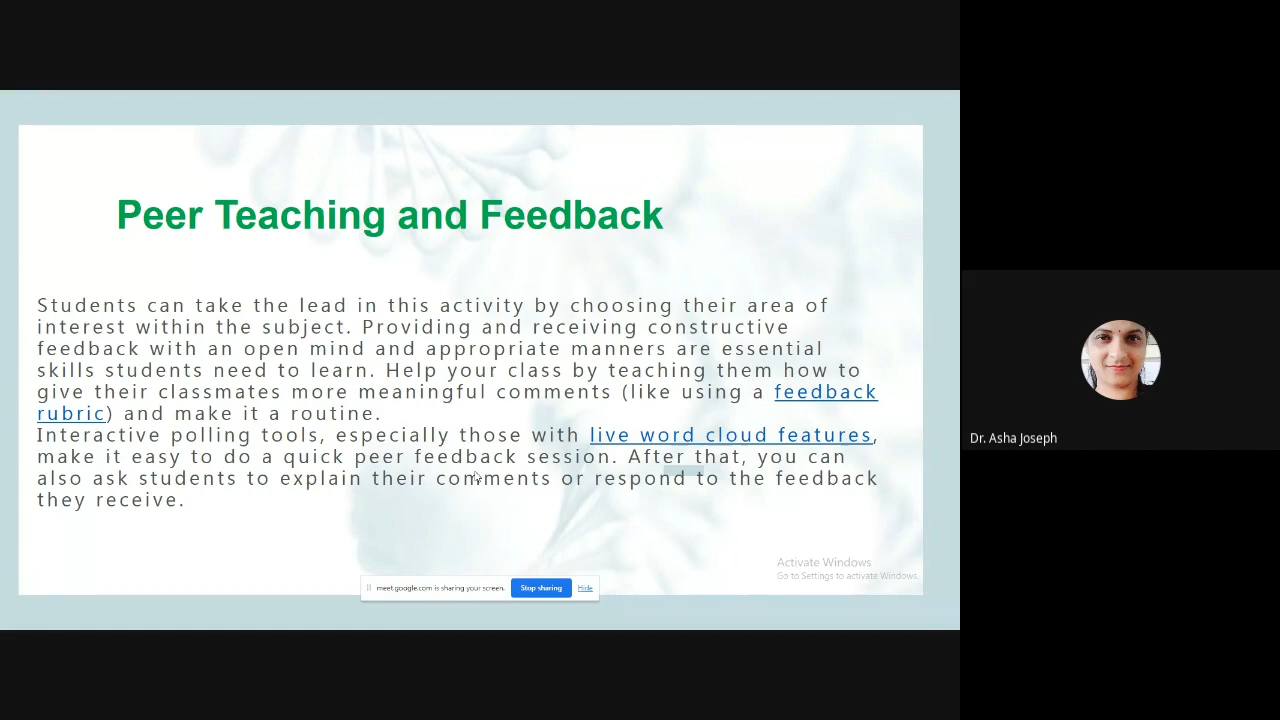 Peer Teaching and Feedback
Students can take the lead in this activity by choosing their area of
interest within the subject. Providing and receiving constructive
feedback with an open mind and appropriate manners are essential
skills students need to learn. Help your class by teaching them how to
give their classmates more meaningful comments (like using a feedback
rubric) and make it a routine.
Interactive polling tools, especially those with live word cloud features,
make it easy to do a quick peer feedback session. After that, you can
also ask students to explain their comments or respond to the feedback
they receive.
Activate Windows
Go to Settings to activate Windows.
meet.google.com is sharing your screen.
Stop sharing
Hide
Dr. Asha Joseph